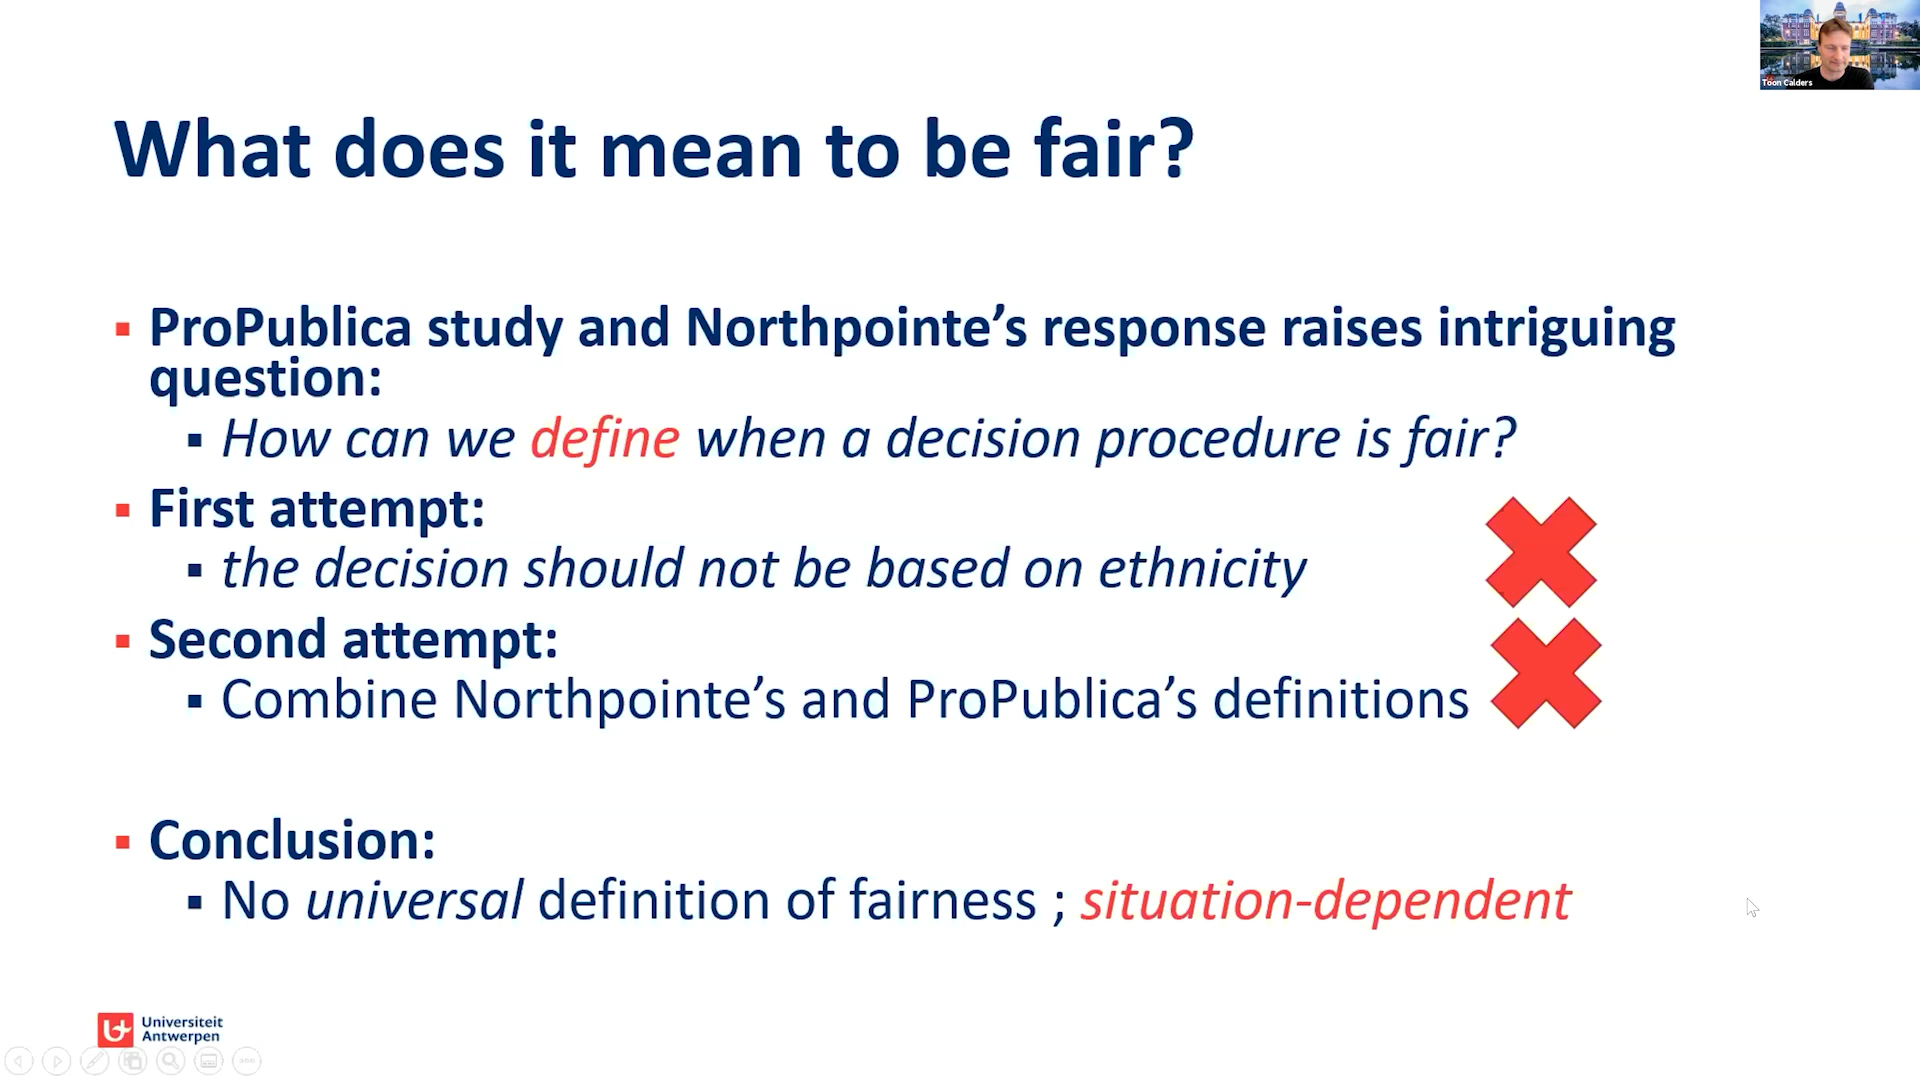 Toon Calders
What does it mean to be fair?
ProPublica study and Northpointe’s response raises intriguing
question:
How can we define when a decision procedure is fair?
First attempt:
the decision should not be based on ethnicity
Second attempt:
Combine Northpointe’s and ProPublica’s definitions
Conclusion:
No universal definition of fairness ; situation-dependent
Universiteit
Antwerpen